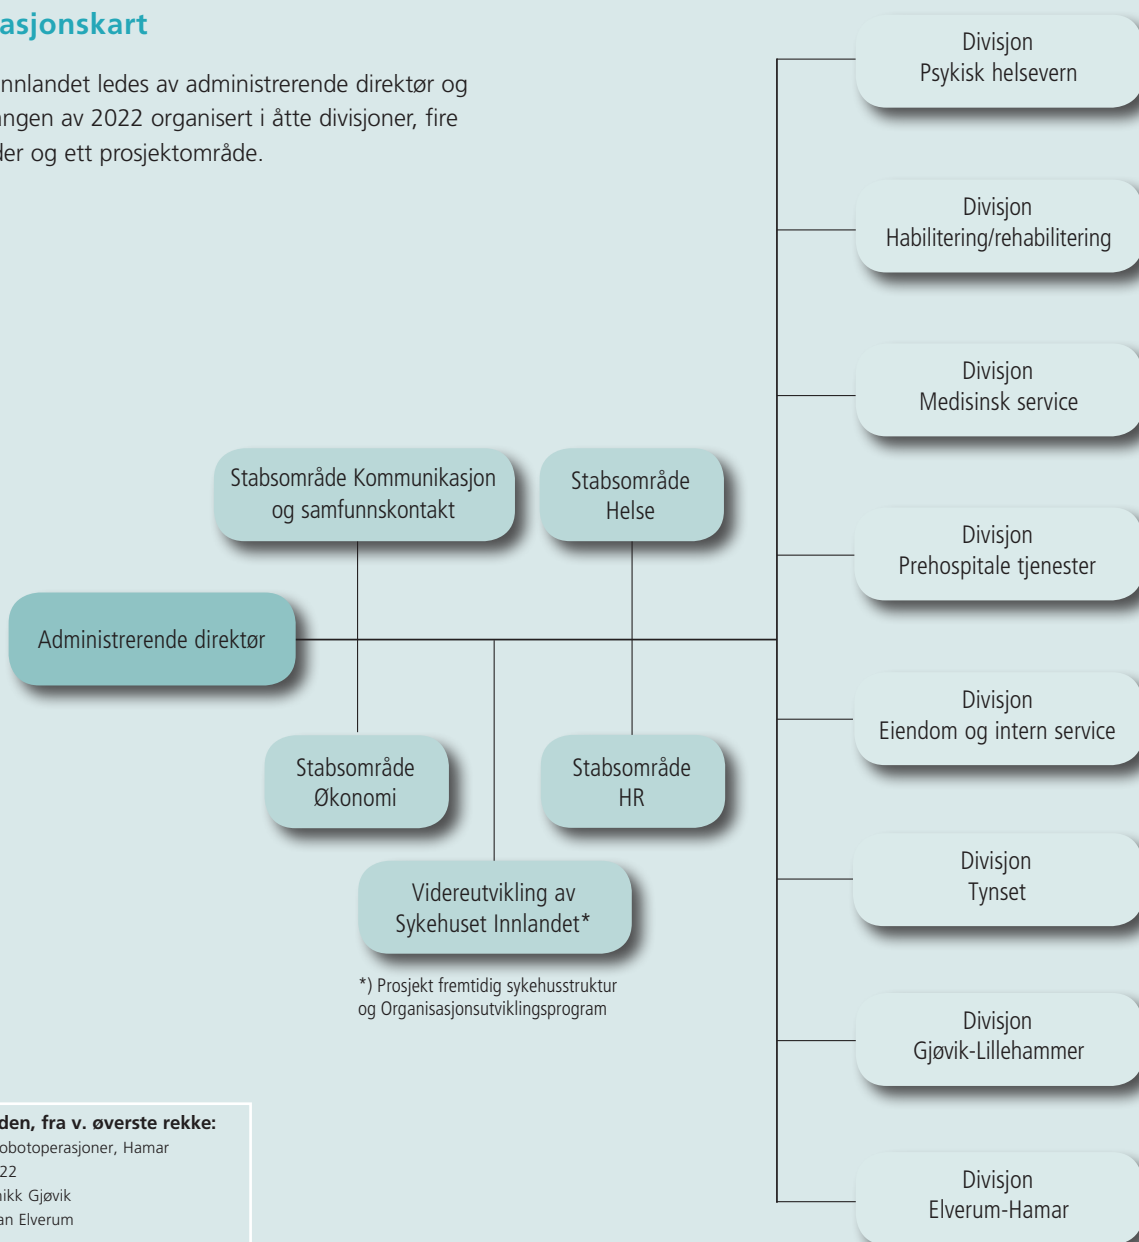 asjonskart
nnlandet ledes av administrerende direktør og
angen av 2022 organisert i åtte divisjoner, fire
der og ett prosjektområde.
Divisjon
Psykisk helsevern
Divisjon
Habilitering/rehabilitering
Divisjon
Medisinsk service
Stabsområde Kommunikasjon
og samfunnskontakt
Stabsområde
Helse
Divisjon
Prehospitale tjenester
Administrerende direktør
Divisjon
Eiendom og intern service
Stabsområde
Økonomi
Stabsområde
HR
Divisjon
Tynset
Videreutvikling av
Sykehuset Innlandet*
*) Prosjekt fremtidig sykehusstruktur
og Organisasjonsutviklingsprogram
Divisjon
Gjøvik-Lillehammer
Divisjon
Elverum-Hamar
den, fra v. øverste rekke:
obotoperasjoner, Hamar
22
nikk Gjøvik
an Elverum